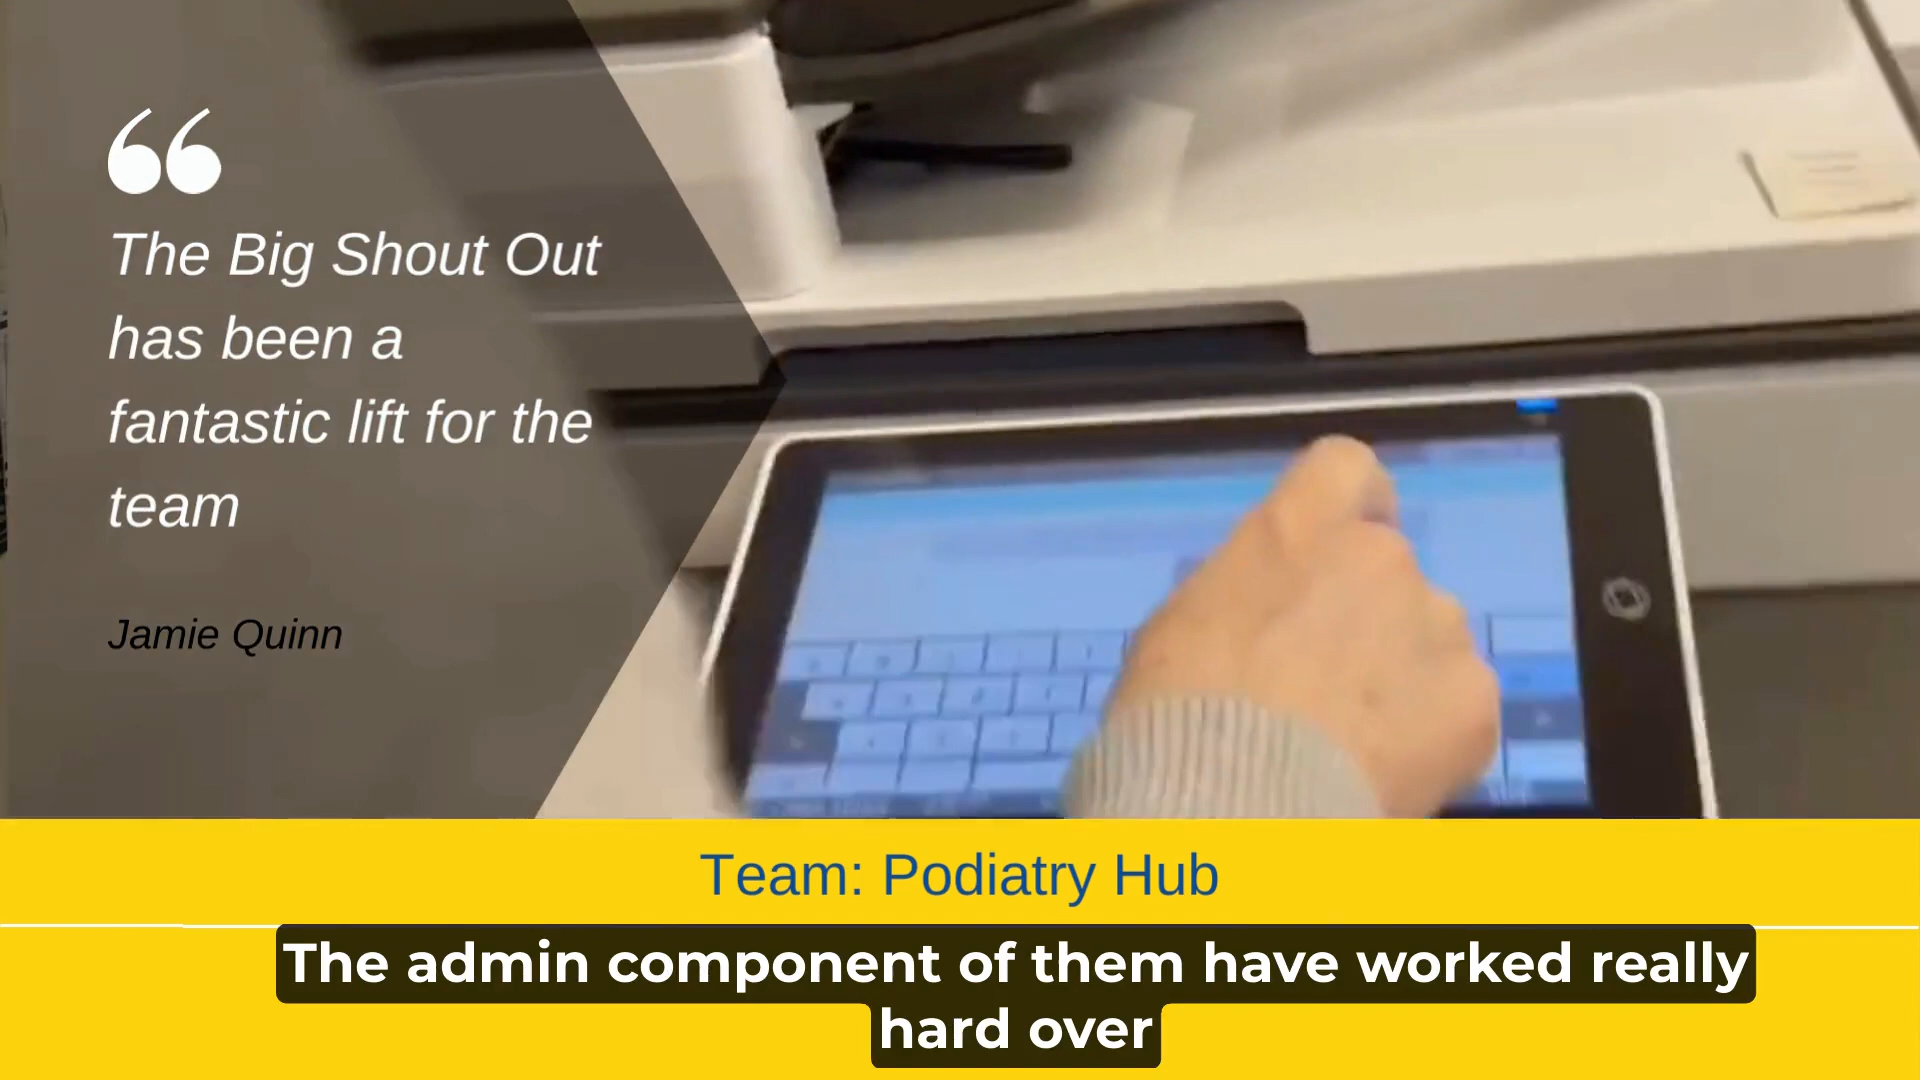 The Big Shout Out
has been a
fantastic lift for the
team
Jamie Quinn
Team: Podiatry Hub
The admin component of them have worked really
hard over